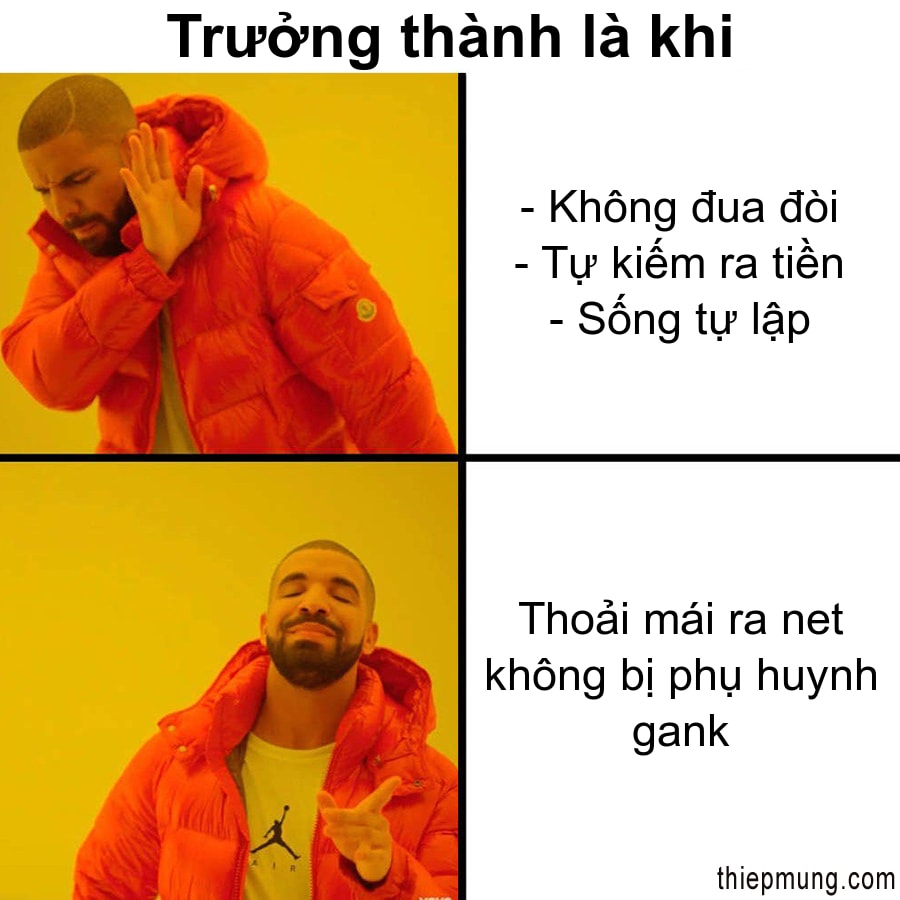 Trưởng thành là khi
- Không đua đòi
- Tự kiếm ra tiền
- Sống tự lập
Thoải mái ra net
không bị phụ huynh
gank
AIR
thiepmung.com